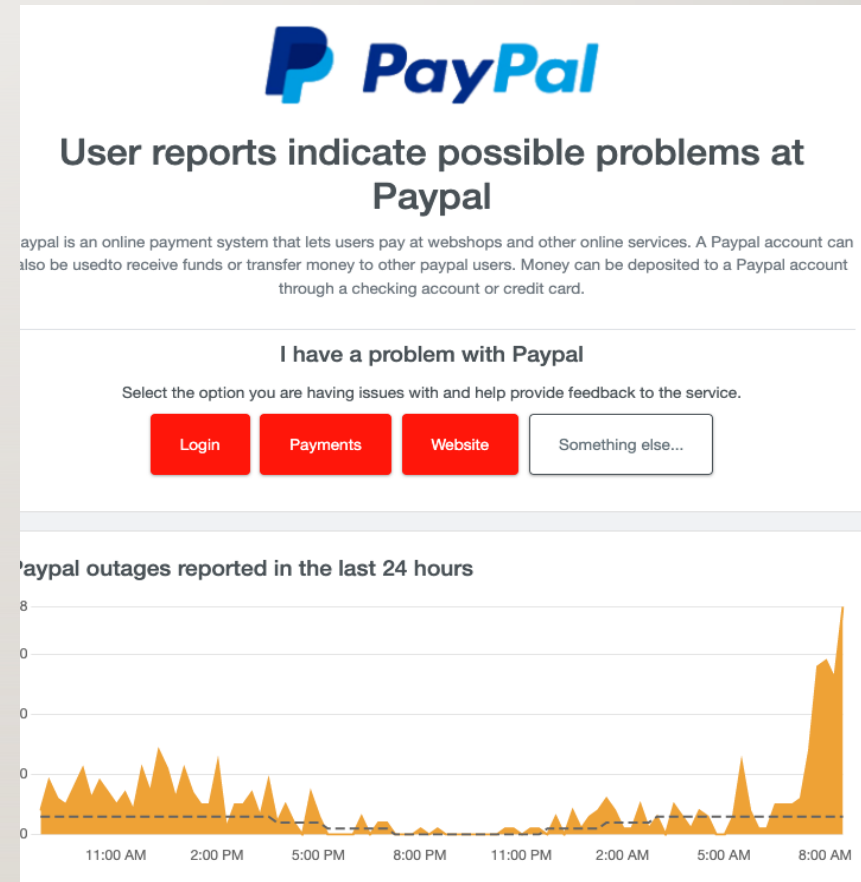 PayPal
User reports indicate possible problems at
Paypal
aypal is an online payment system that lets users pay at webshops and other online services. A Paypal account can
also be usedto receive funds or transfer money to other paypal users. Money can be deposited to a Paypal account
through a checking account or credit card.
I have a problem with Paypal
Select the option you are having issues with and help provide feedback to the service.
Login Payments Website Something else...
Paypal outages reported in the last 24 hours
8
0
0
0
0
11:00 AM 2:00 PM 5:00 PM 8:00 PM 11:00 PM 2:00 AM 5:00 AM 8:00 AM